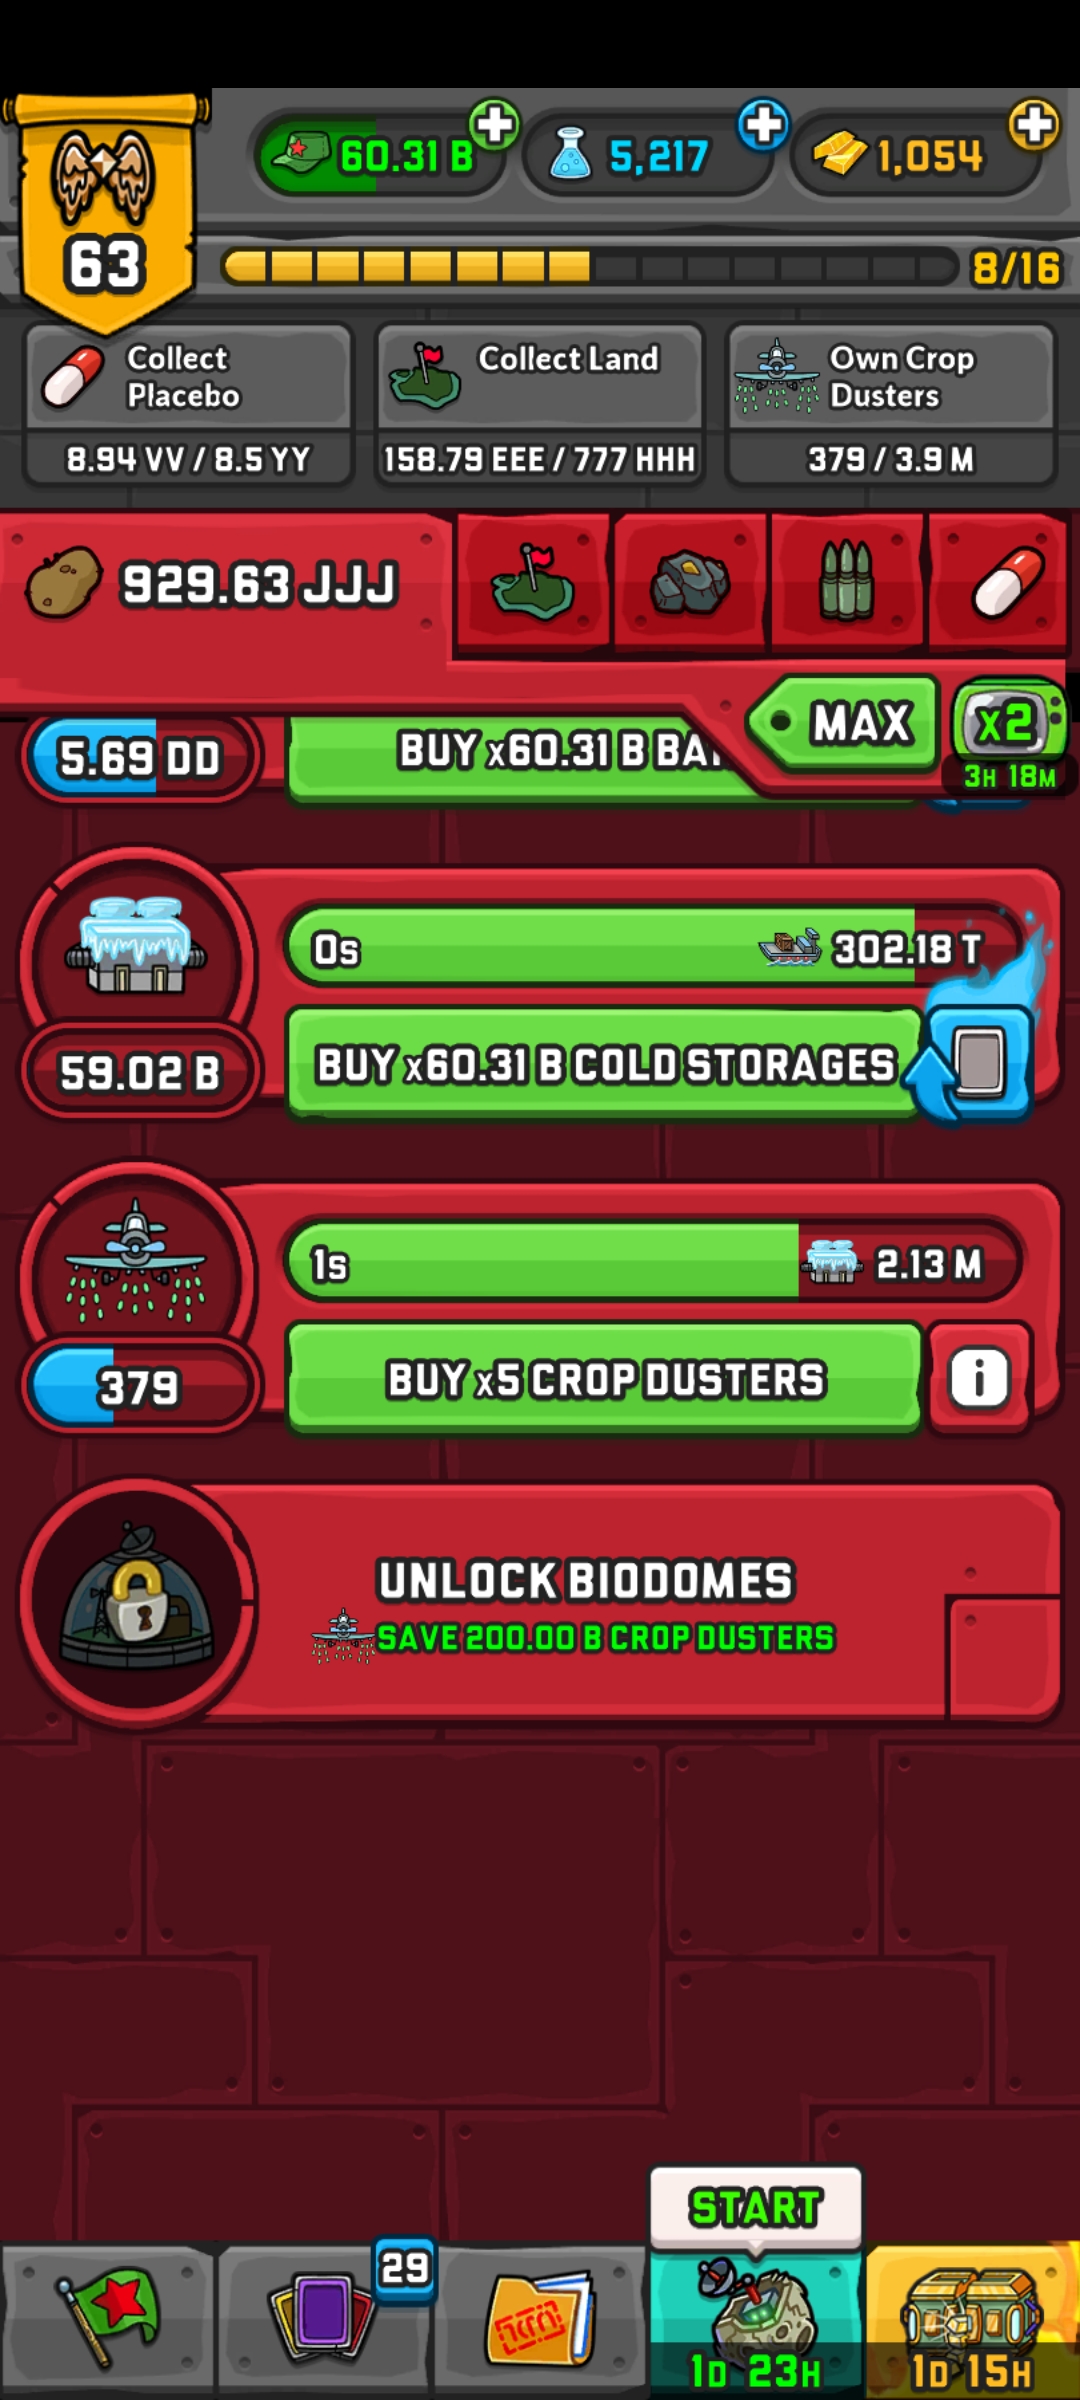 60.31 B
5,217
1,054
63
8/16
Collect
Placebo
8.94 VV / 8.5 YY
Collect Land
158.79 EEE / 777 HHH
Own Crop
Dusters
379 / 3.9 M
929.63 JJJ
MAX
x2
3H 18M
5.69 DD
BUY x60.31 B
0s
302.18 T
59.02 B
BUY x60.31 B COLD STORAGES
1s
2.13 M
379
BUY x5 CROP DUSTERS
i
UNLOCK BIODOMES
SAVE 200.00 B CROP DUSTERS
START
29
1D 23H
1D 15H